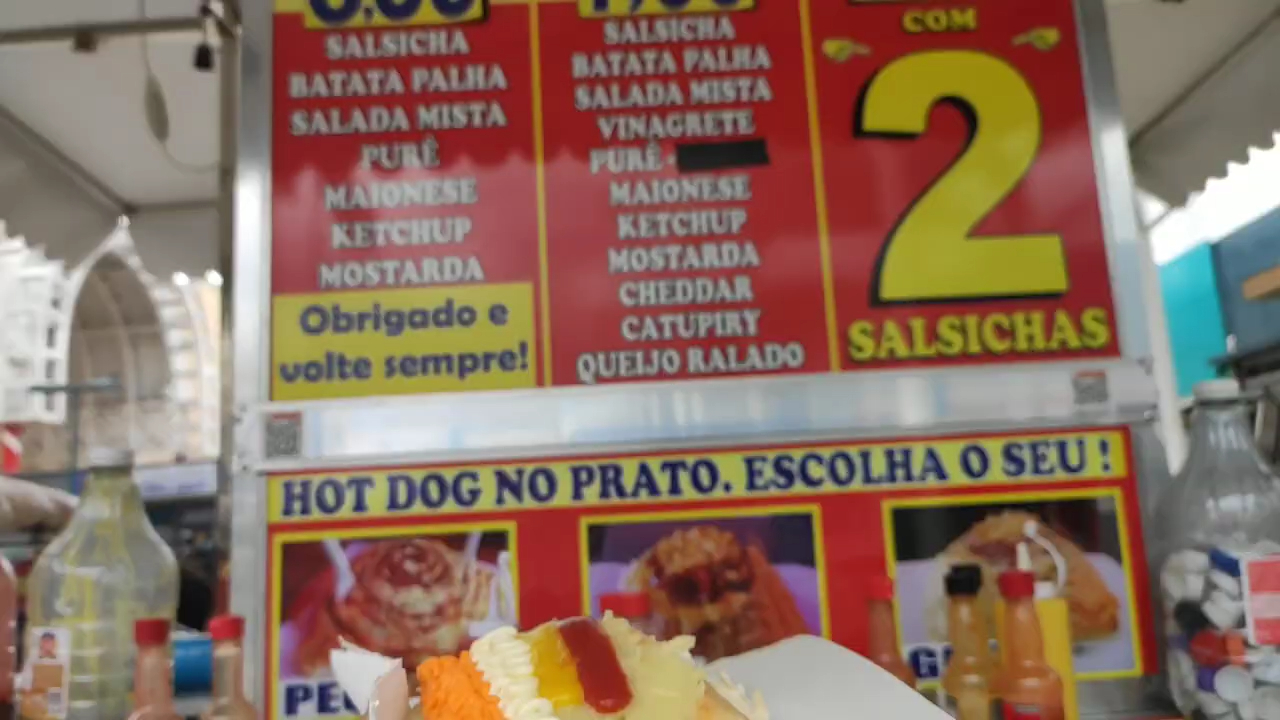 SALSICHA
BATATA PALHA
SALADA MISTA
PURÊ
MAIONESE
KETCHUP
MOSTARDA
Obrigado e
volte sempre!
SALSICHA
BATATA PALHA
SALADA MISTA
VINAGRETE
PURÊ -
MAIONESE
KETCHUP
MOSTARDA
CHEDDAR
CATUPIRY
QUEIJO RALADO
COM
2
SALSICHAS
HOT DOG NO PRATO. ESCOLHA O SEU !